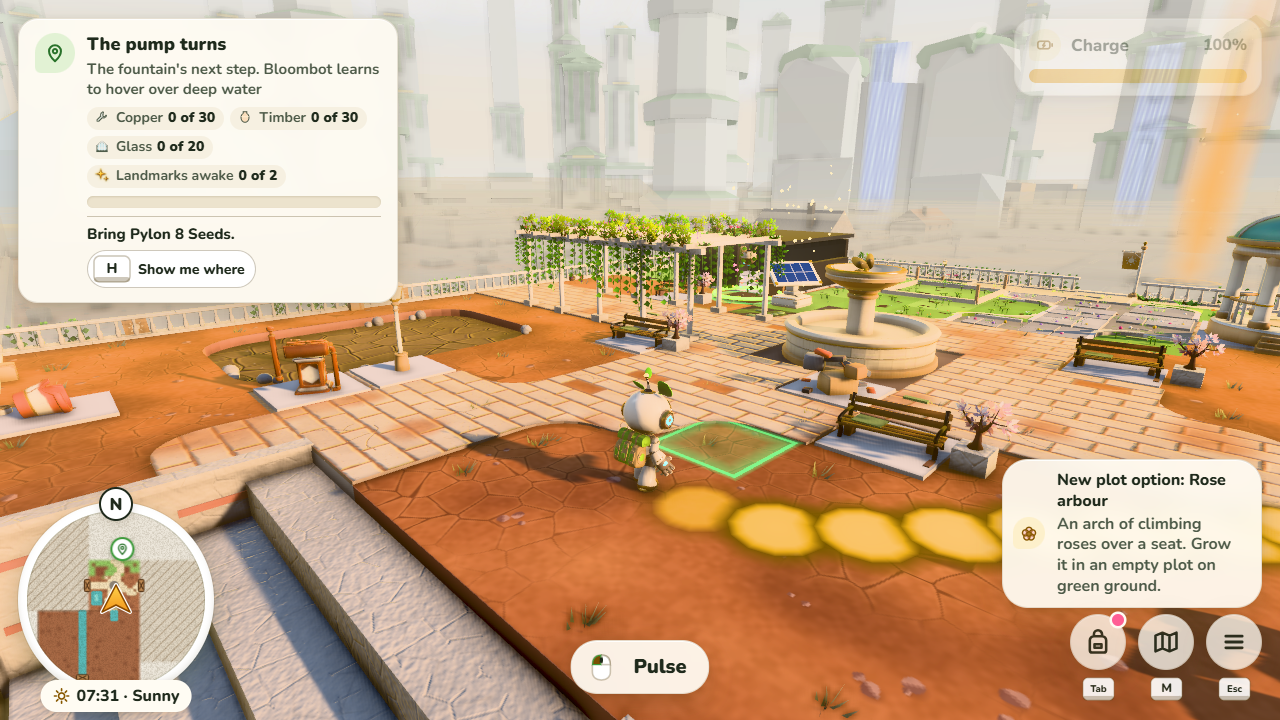 The pump turns
The fountain's next step. Bloombot learns
to hover over deep water
Copper 0 of 30
Timber 0 of 30
Glass 0 of 20
Landmarks awake 0 of 2
Bring Pylon 8 Seeds.
H Show me where
Charge 100%
New plot option: Rose
arbour
An arch of climbing
roses over a seat. Grow
it in an empty plot on
green ground.
N
07:31 · Sunny
Pulse
Tab
M
Esc